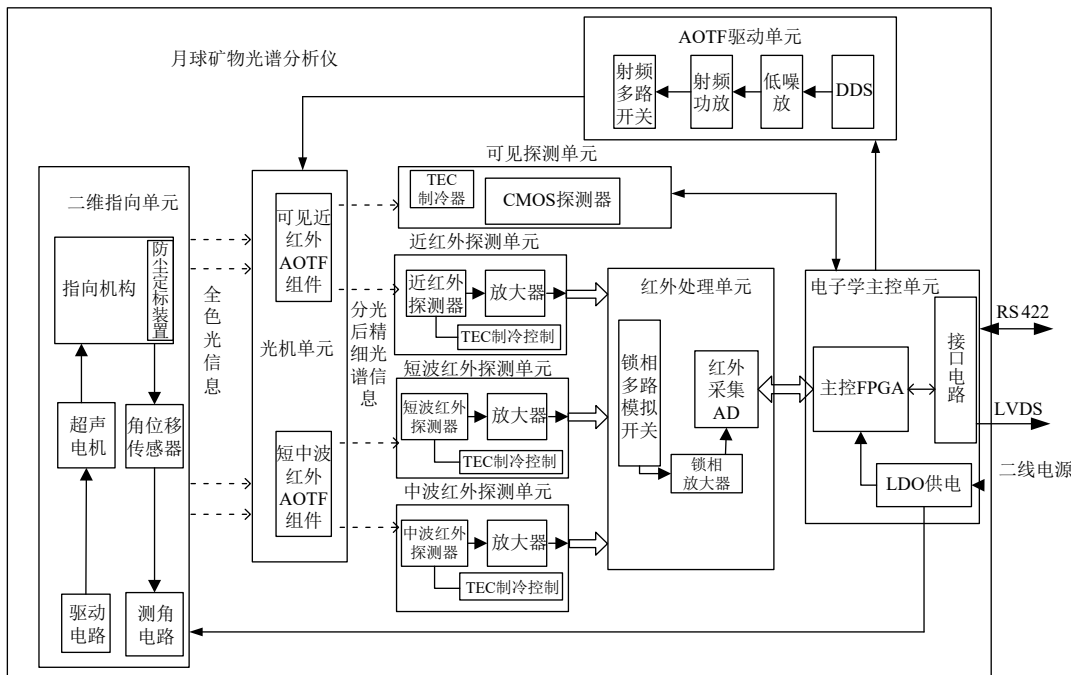 月球矿物光谱分析仪
AOTF驱动单元
射频
多路
开关
射频
功放
低噪
放
DDS
二维指向单元
指向机构
防尘定标装置
超声
电机
角位移
传感器
驱动
电路
测角
电路
全色光信息
可见近
红外
AOTF
组件
光机单元
短中波
红外
AOTF
组件
分光
后精
细光
谱信
息
可见探测单元
TEC
制冷器
CMOS探测器
近红外探测单元
近红外
探测器
放大器
TEC制冷控制
短波红外探测单元
短波红外
探测器
放大器
TEC制冷控制
中波红外探测单元
中波红外
探测器
放大器
TEC制冷控制
红外处理单元
锁相
多路
模拟
开关
红外
采集
AD
锁相
放大器
电子学主控单元
主控FPGA
接口电路
LDO供电
RS422
LVDS
二线电源